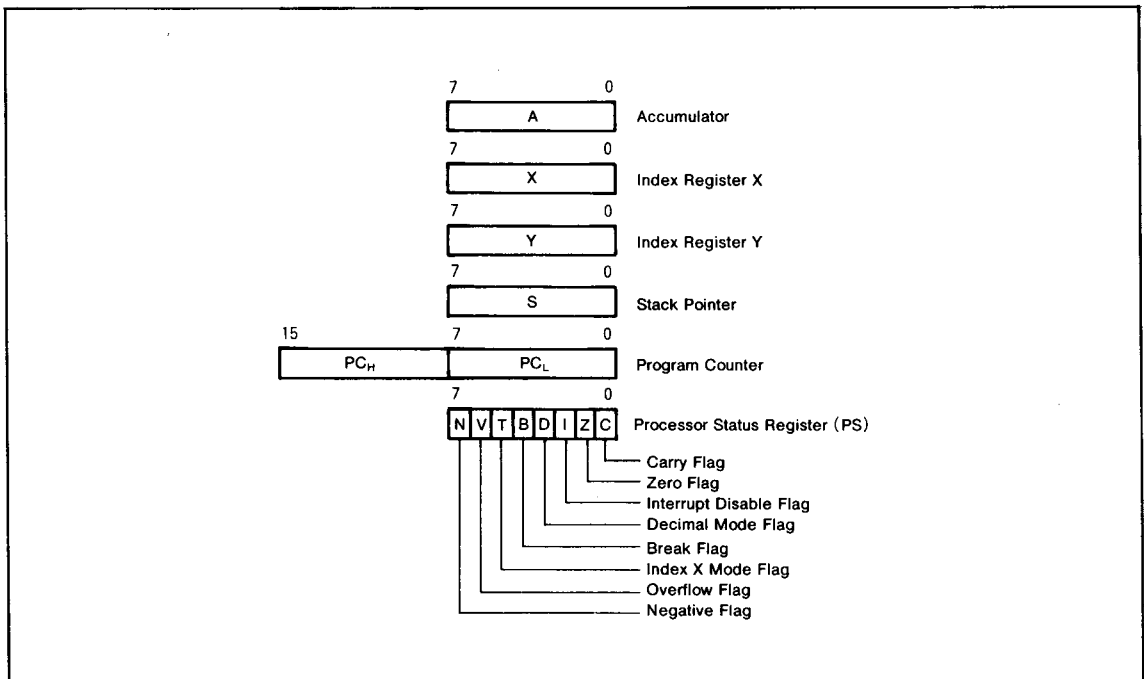 7 0
A Accumulator
7 0
X Index Register X
7 0
Y Index Register Y
7 0
S Stack Pointer
15 7 0
PCH PCL Program Counter
7 0
N V T B D I Z C Processor Status Register (PS)
Carry Flag
Zero Flag
Interrupt Disable Flag
Decimal Mode Flag
Break Flag
Index X Mode Flag
Overflow Flag
Negative Flag